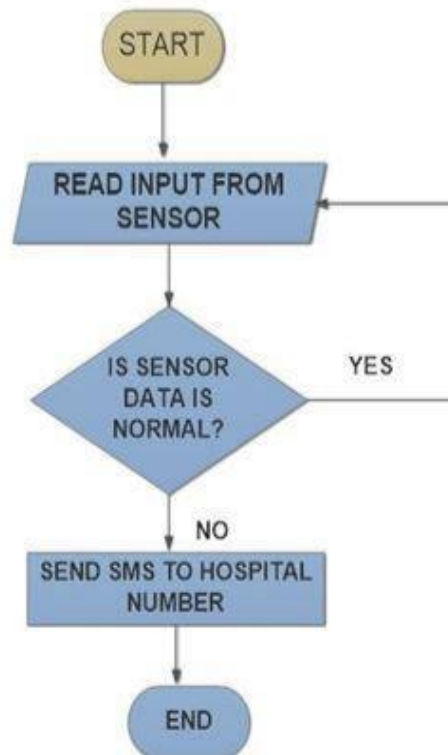 START
READ INPUT FROM
SENSOR
IS SENSOR
DATA IS
NORMAL?
YES
NO
SEND SMS TO HOSPITAL
NUMBER
END